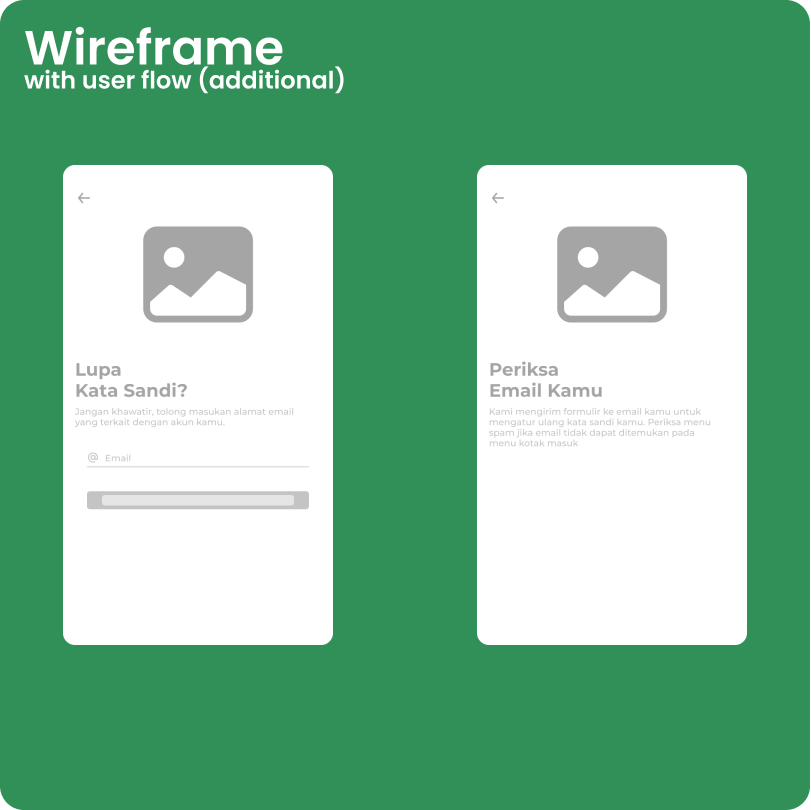 Wireframe
with user flow (additional)
Lupa
Kata Sandi?
Jangan khawatir, tolong masukan alamat email
yang terkait dengan akun kamu.
@ Email
Periksa
Email Kamu
Kami mengirim formulir ke email kamu untuk
mengatur ulang kata sandi kamu. Periksa menu
spam jika email tidak dapat ditemukan pada
menu kotak masuk